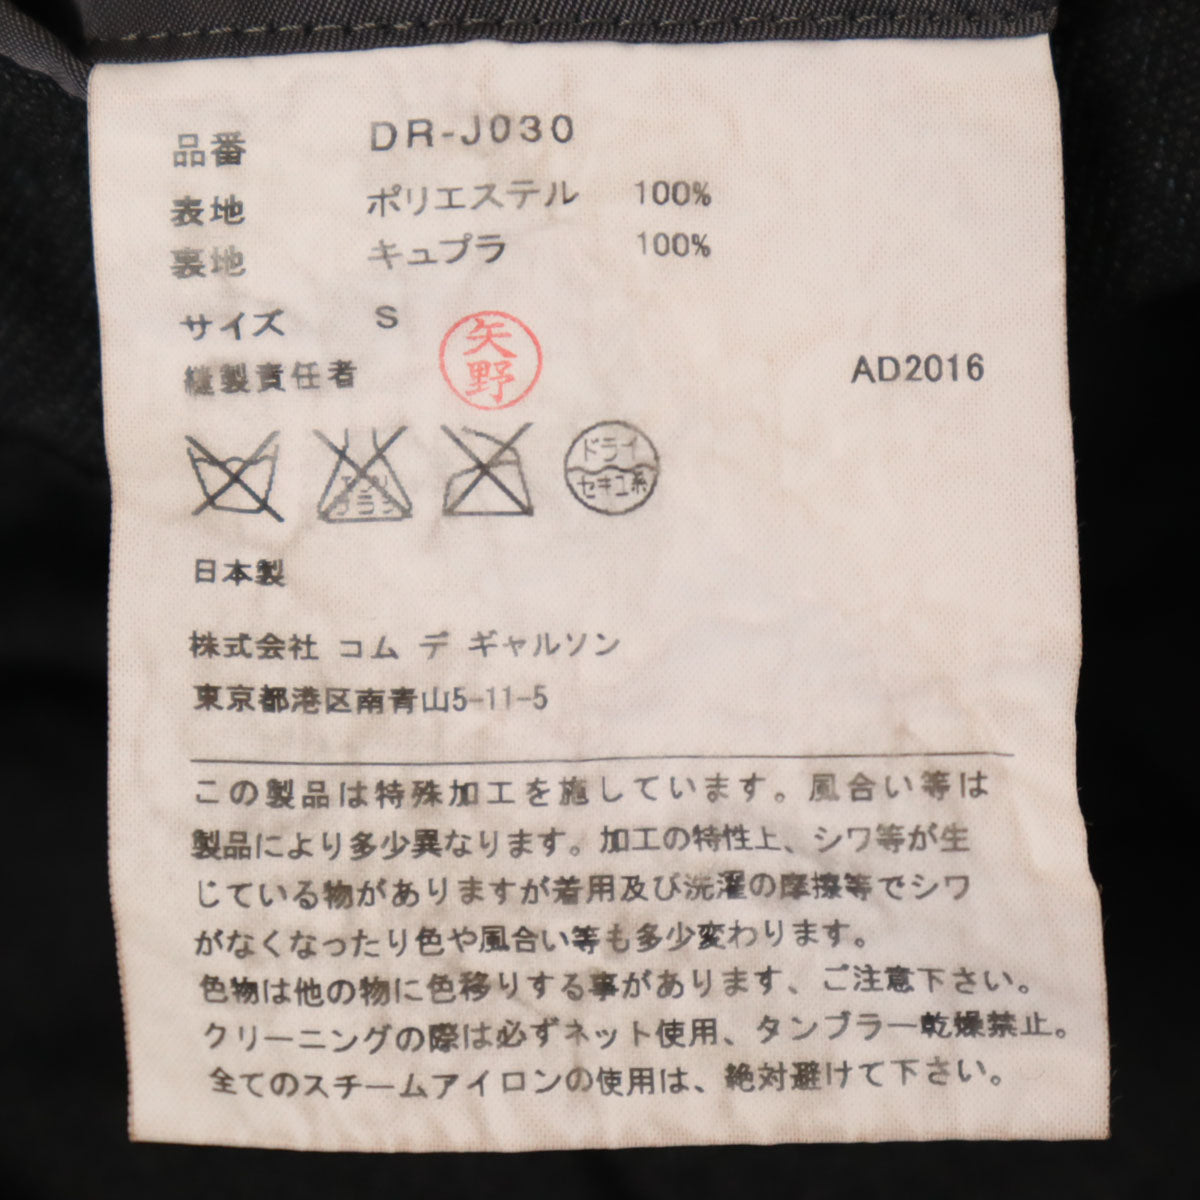 品番 DR-J030
表地 ポリエステル 100%
裏地 キュプラ 100%
サイズ S
縫製責任者 矢野 AD2016
エンソ サラシ ドライ セキユ系
日本製
株式会社 コム デ ギャルソン
東京都港区南青山5-11-5
この製品は特殊加工を施しています。風合い等は
製品により多少異なります。加工の特性上、シワ等が生
じている物がありますが着用及び洗濯の摩擦等でシワ
がなくなったり色や風合い等も多少変わります。
色物は他の物に色移りする事があります、ご注意下さい。
クリーニングの際は必ずネット使用、タンブラー乾燥禁止。
全てのスチームアイロンの使用は、絶対避けて下さい。